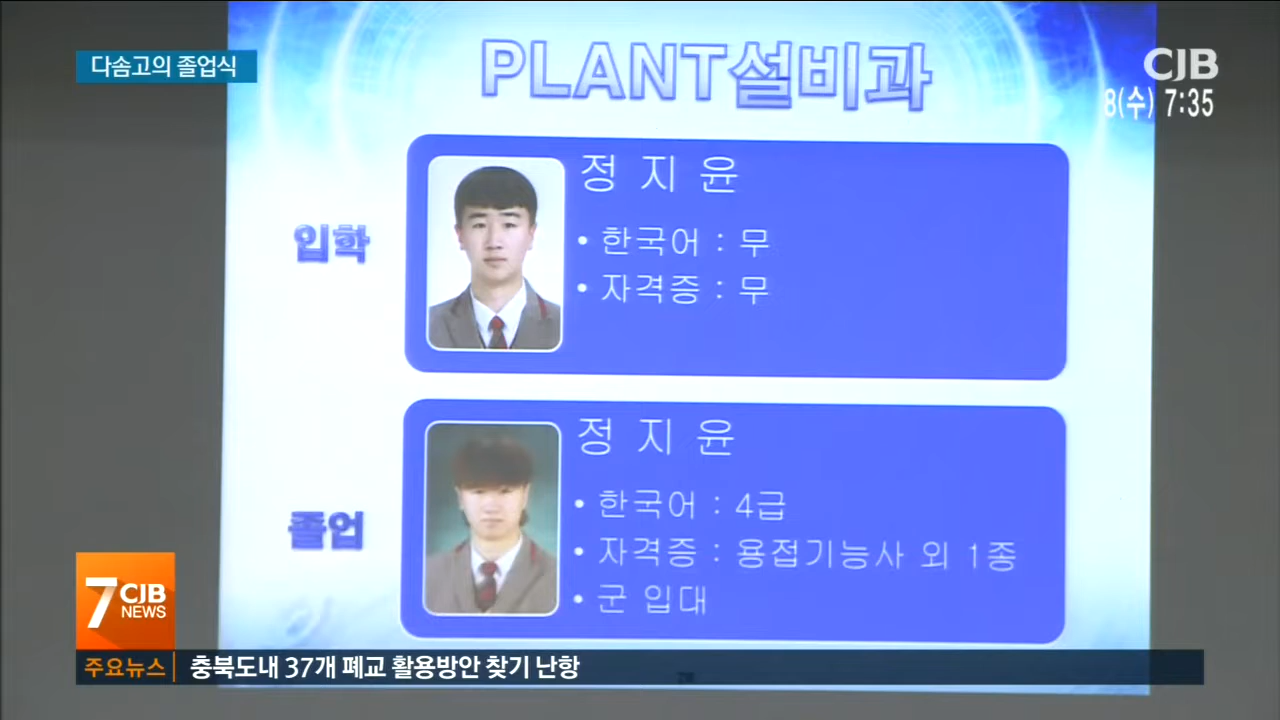 다솜고의 졸업식
CJB
8(수) 7:35
PLANT설비과
입학
정 지 윤
• 한국어 : 무
• 자격증 : 무
졸업
정 지 윤
• 한국어 : 4급
• 자격증 : 용접기능사 외 1종
• 군 입대
7 CJB
NEWS
주요뉴스
충북도내 37개 폐교 활용방안 찾기 난항